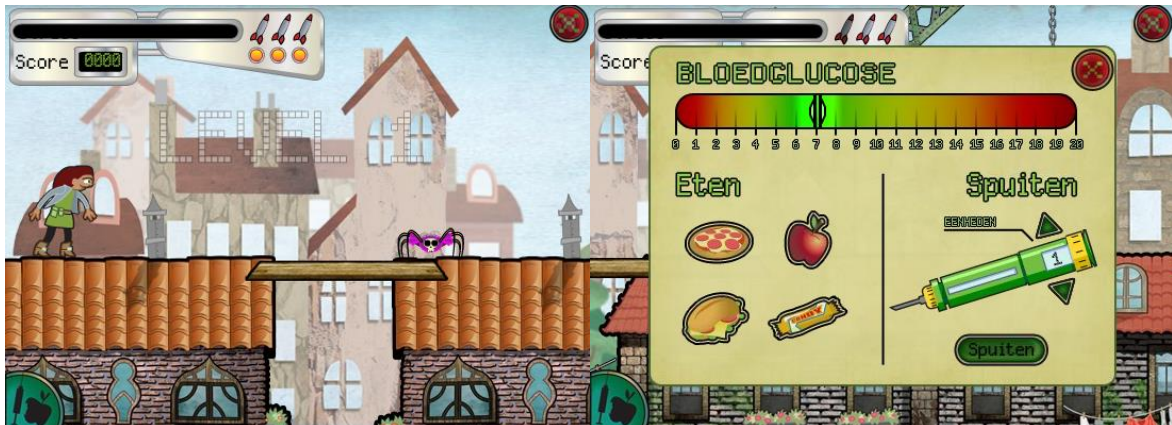 Score 0000
LEVEL 1
Score
BLOEDGLUCOSE
0 1 2 3 4 5 6 7 8 9 10 11 12 13 14 15 16 17 18 19 20
Eten
Spuiten
EENHEDEN
1
CANDY
Spuiten